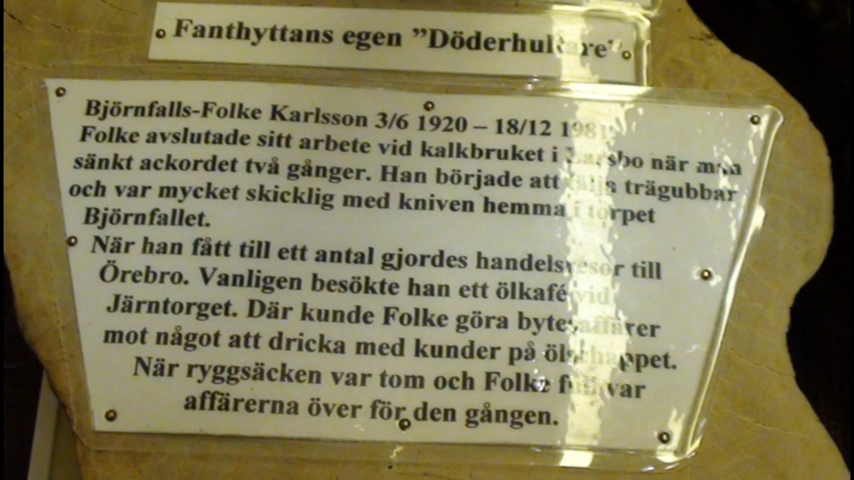 Fanthyttans egen ”Döderhultare”
Björnfalls-Folke Karlsson 3/6 1920 – 18/12 1981
Folke avslutade sitt arbete vid kalkbruket i när man
sänkt ackordet två gånger. Han började att trägubbar
och var mycket skicklig med kniven hemma i torpet
Björnfallet.
När han fått till ett antal gjordes handelsresor till
Örebro. Vanligen besökte han ett ölkafé vid
Järntorget. Där kunde Folke göra bytesaffärer
mot något att dricka med kunder på ölschappet.
När ryggsäcken var tom och Folke full var
affärerna över för den gången.